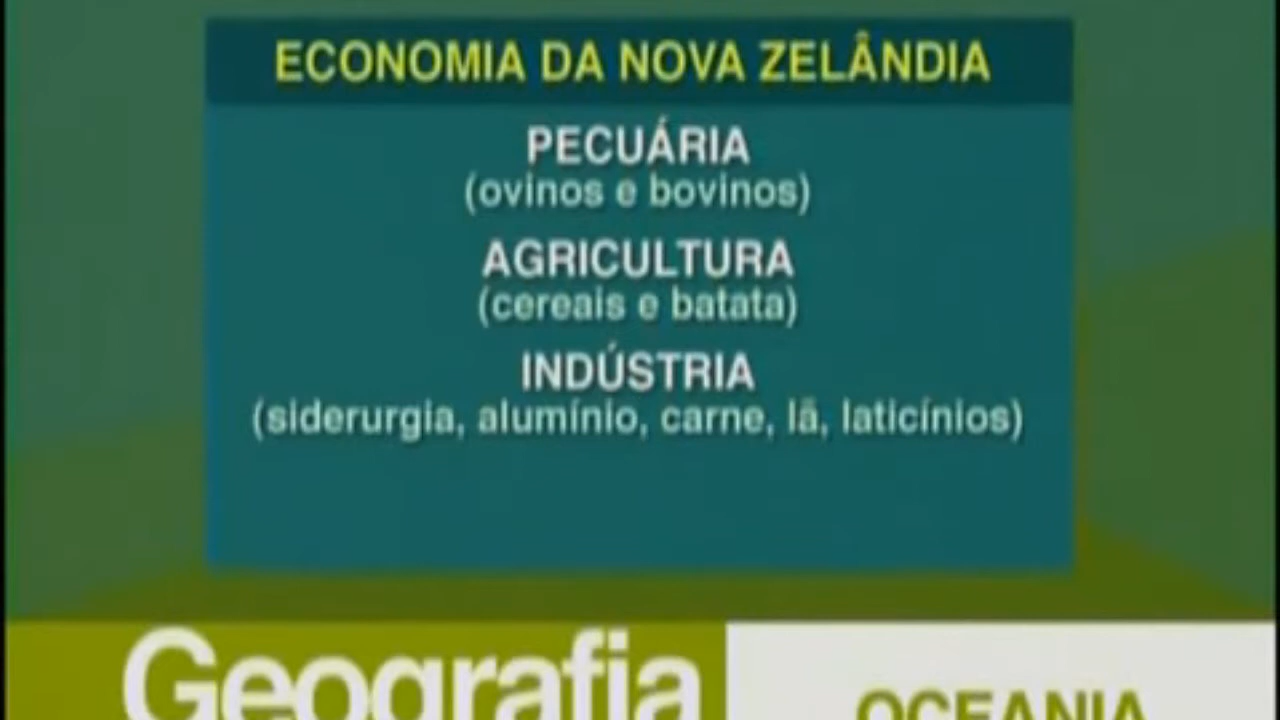 ECONOMIA DA NOVA ZELÂNDIA
PECUÁRIA
(ovinos e bovinos)
AGRICULTURA
(cereais e batata)
INDÚSTRIA
(siderurgia, alumínio, carne, lã, laticínios)
Geografia
OCEANIA